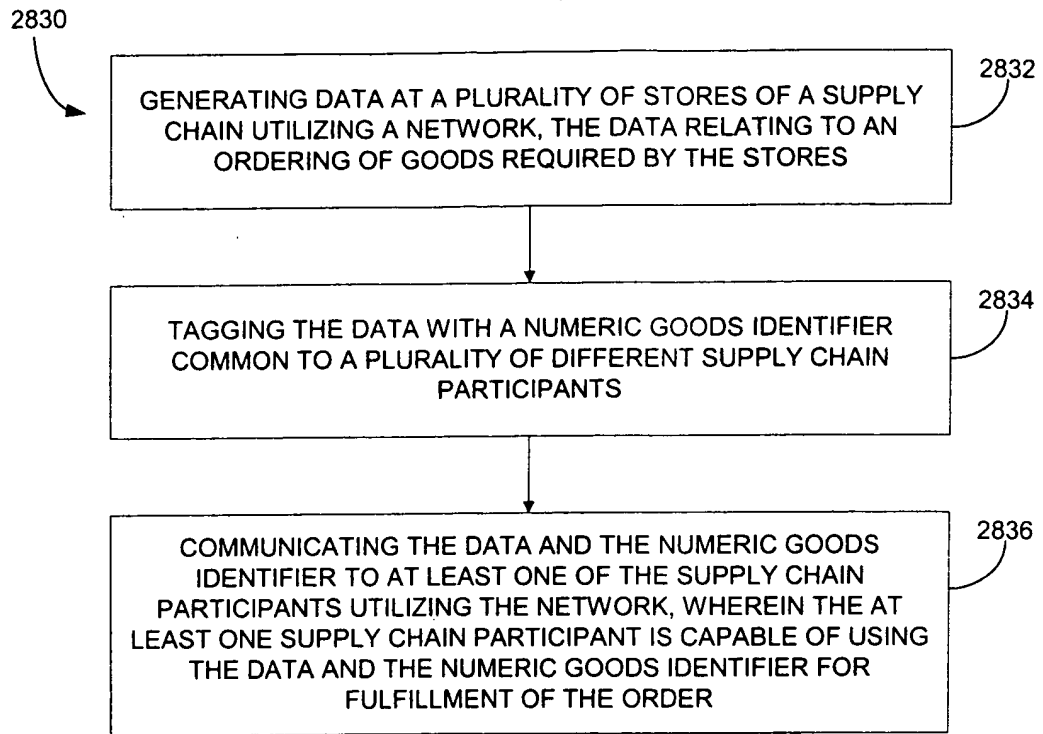 2830
GENERATING DATA AT A PLURALITY OF STORES OF A SUPPLY
CHAIN UTILIZING A NETWORK, THE DATA RELATING TO AN
ORDERING OF GOODS REQUIRED BY THE STORES
2832
TAGGING THE DATA WITH A NUMERIC GOODS IDENTIFIER
COMMON TO A PLURALITY OF DIFFERENT SUPPLY CHAIN
PARTICIPANTS
2834
COMMUNICATING THE DATA AND THE NUMERIC GOODS
IDENTIFIER TO AT LEAST ONE OF THE SUPPLY CHAIN
PARTICIPANTS UTILIZING THE NETWORK, WHEREIN THE AT
LEAST ONE SUPPLY CHAIN PARTICIPANT IS CAPABLE OF USING
THE DATA AND THE NUMERIC GOODS IDENTIFIER FOR
FULFILLMENT OF THE ORDER
2836